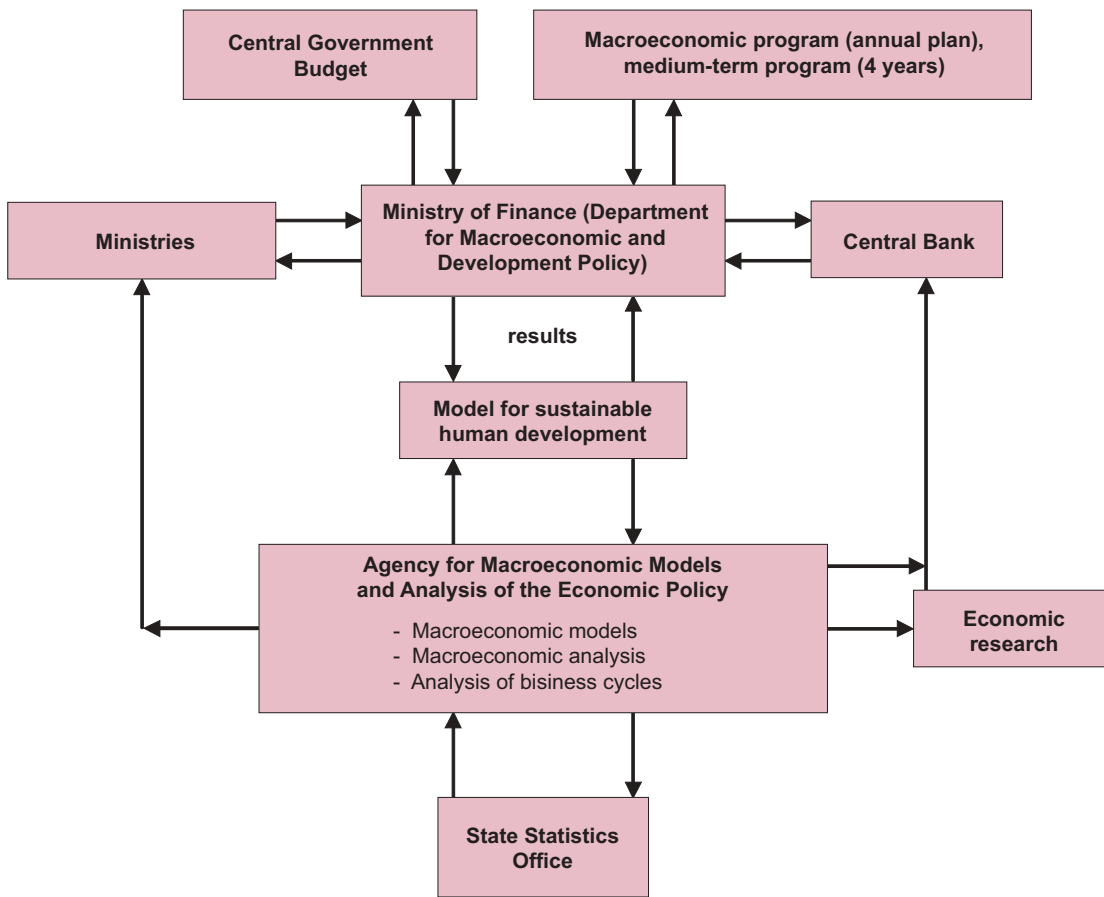 Central Government
Budget
Macroeconomic program (annual plan),
medium-term program (4 years)
Ministries
Ministry of Finance (Department
for Macroeconomic and
Development Policy)
Central Bank
results
Model for sustainable
human development
Agency for Macroeconomic Models
and Analysis of the Economic Policy
- Macroeconomic models
- Macroeconomic analysis
- Analysis of bisiness cycles
Economic
research
State Statistics
Office